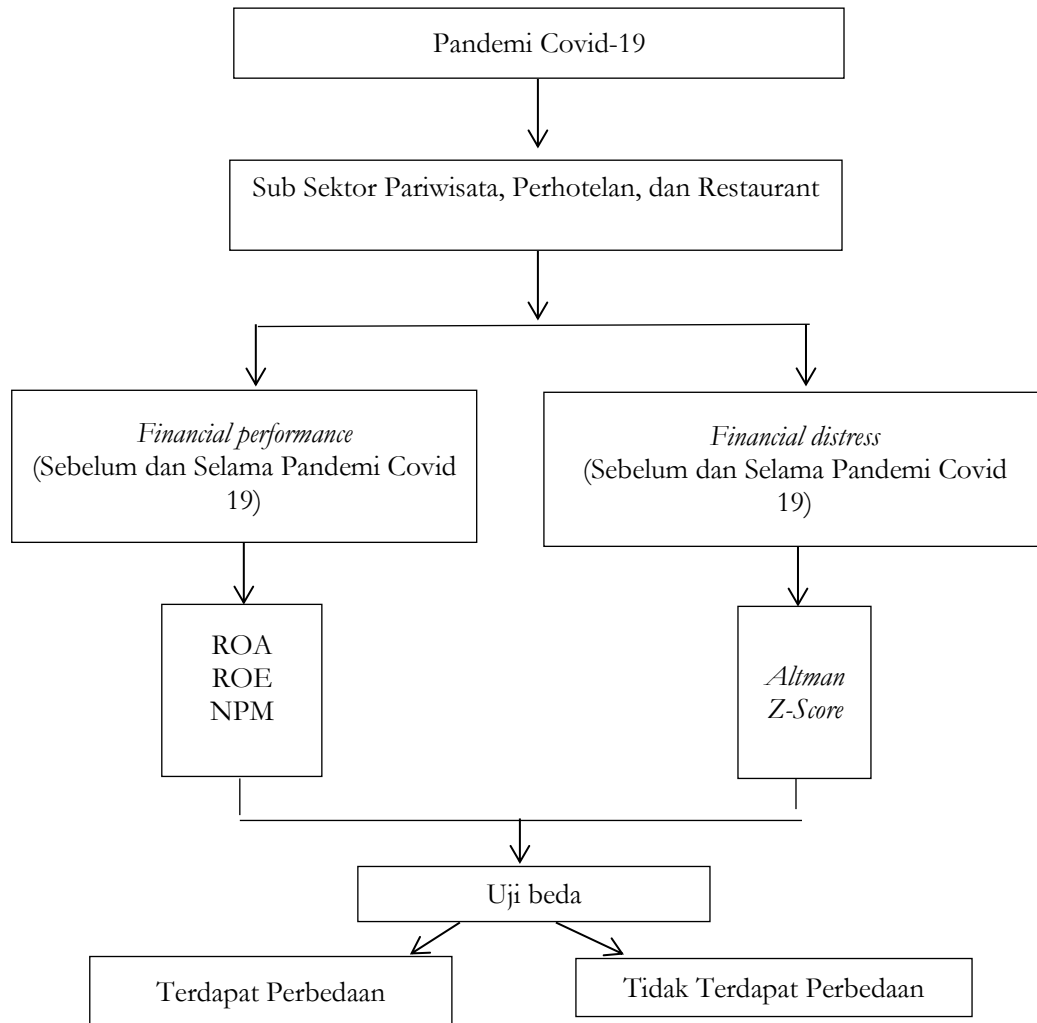 Pandemi Covid-19
Sub Sektor Pariwisata, Perhotelan, dan Restaurant
Financial performance
(Sebelum dan Selama Pandemi Covid
19)
Financial distress
(Sebelum dan Selama Pandemi Covid
19)
ROA
ROE
NPM
Altman
Z-Score
Uji beda
Terdapat Perbedaan
Tidak Terdapat Perbedaan